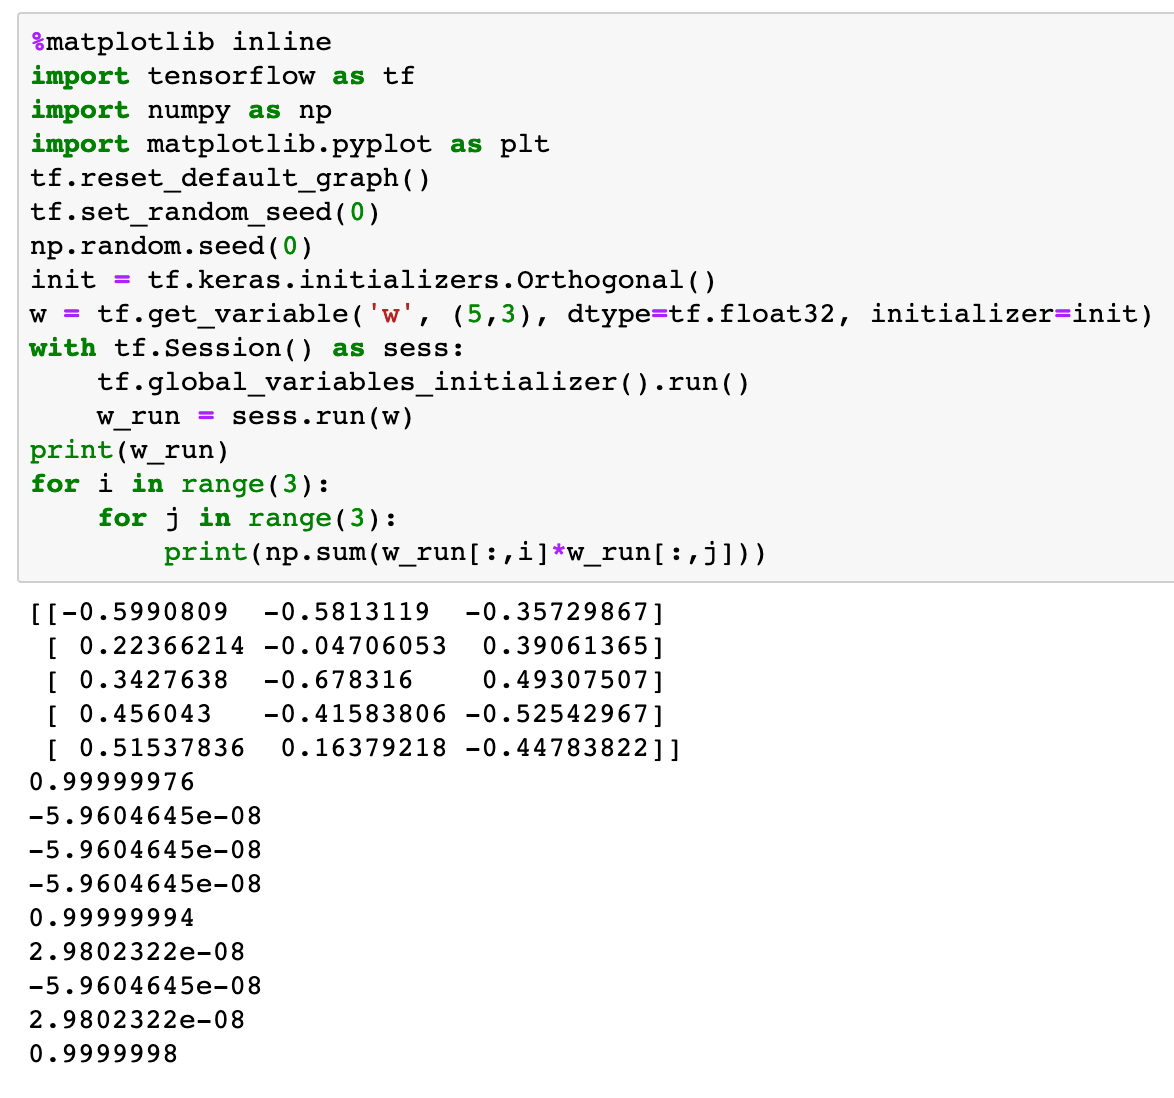 %matplotlib inline
import tensorflow as tf
import numpy as np
import matplotlib.pyplot as plt
tf.reset_default_graph()
tf.set_random_seed(0)
np.random.seed(0)
init = tf.keras.initializers.Orthogonal()
w = tf.get_variable('w', (5,3), dtype=tf.float32, initializer=init)
with tf.Session() as sess:
    tf.global_variables_initializer().run()
    w_run = sess.run(w)
print(w_run)
for i in range(3):
    for j in range(3):
        print(np.sum(w_run[:,i]*w_run[:,j]))
[[-0.5990809  -0.5813119  -0.35729867]
 [ 0.22366214 -0.04706053  0.39061365]
 [ 0.3427638  -0.678316    0.49307507]
 [ 0.456043   -0.41583806 -0.52542967]
 [ 0.51537836  0.16379218 -0.44783822]]
0.99999976
-5.9604645e-08
-5.9604645e-08
-5.9604645e-08
0.99999994
2.9802322e-08
-5.9604645e-08
2.9802322e-08
0.9999998